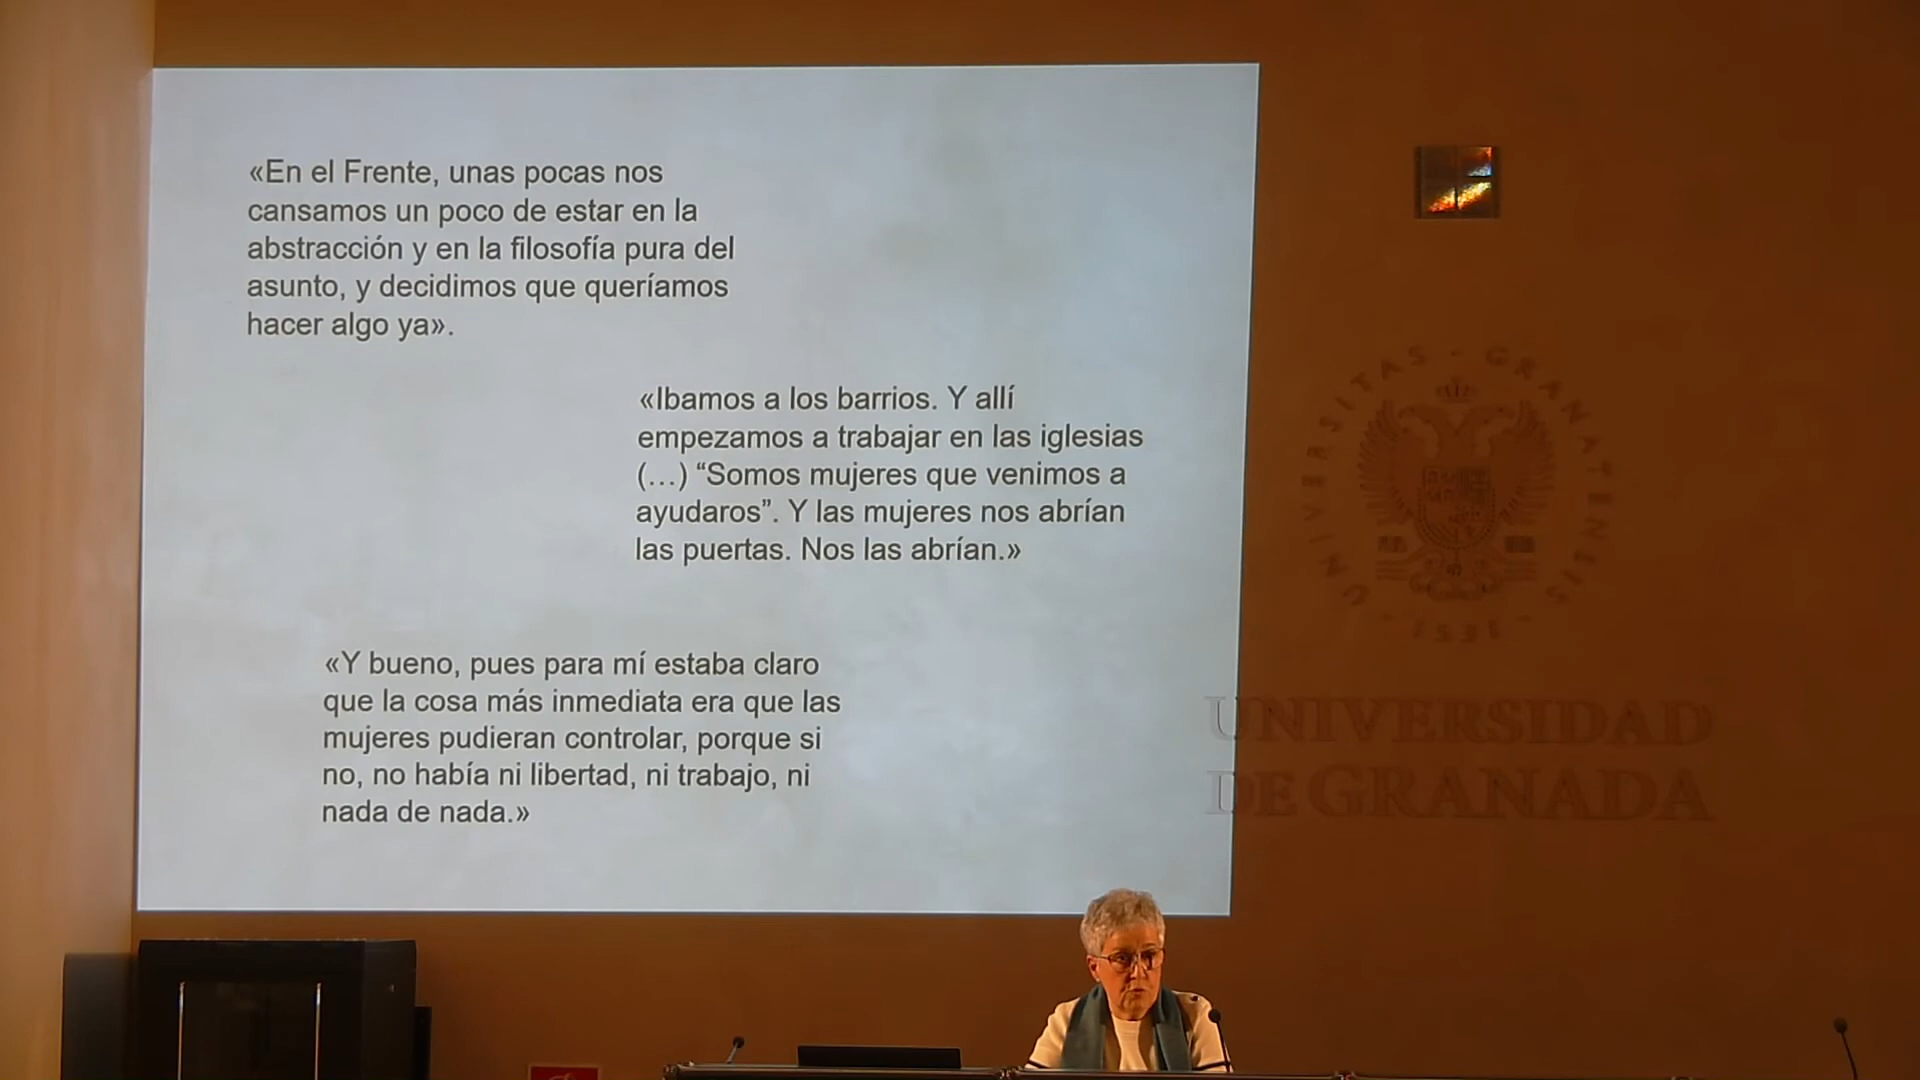 «En el Frente, unas pocas nos
cansamos un poco de estar en la
abstracción y en la filosofía pura del
asunto, y decidimos que queríamos
hacer algo ya».
«Ibamos a los barrios. Y allí
empezamos a trabajar en las iglesias
(…) “Somos mujeres que venimos a
ayudaros”. Y las mujeres nos abrían
las puertas. Nos las abrían.»
«Y bueno, pues para mí estaba claro
que la cosa más inmediata era que las
mujeres pudieran controlar, porque si
no, no había ni libertad, ni trabajo, ni
nada de nada.»
UNIVERSITAS · GRANATENSIS
· 1531 ·
UNIVERSIDAD
DE GRANADA